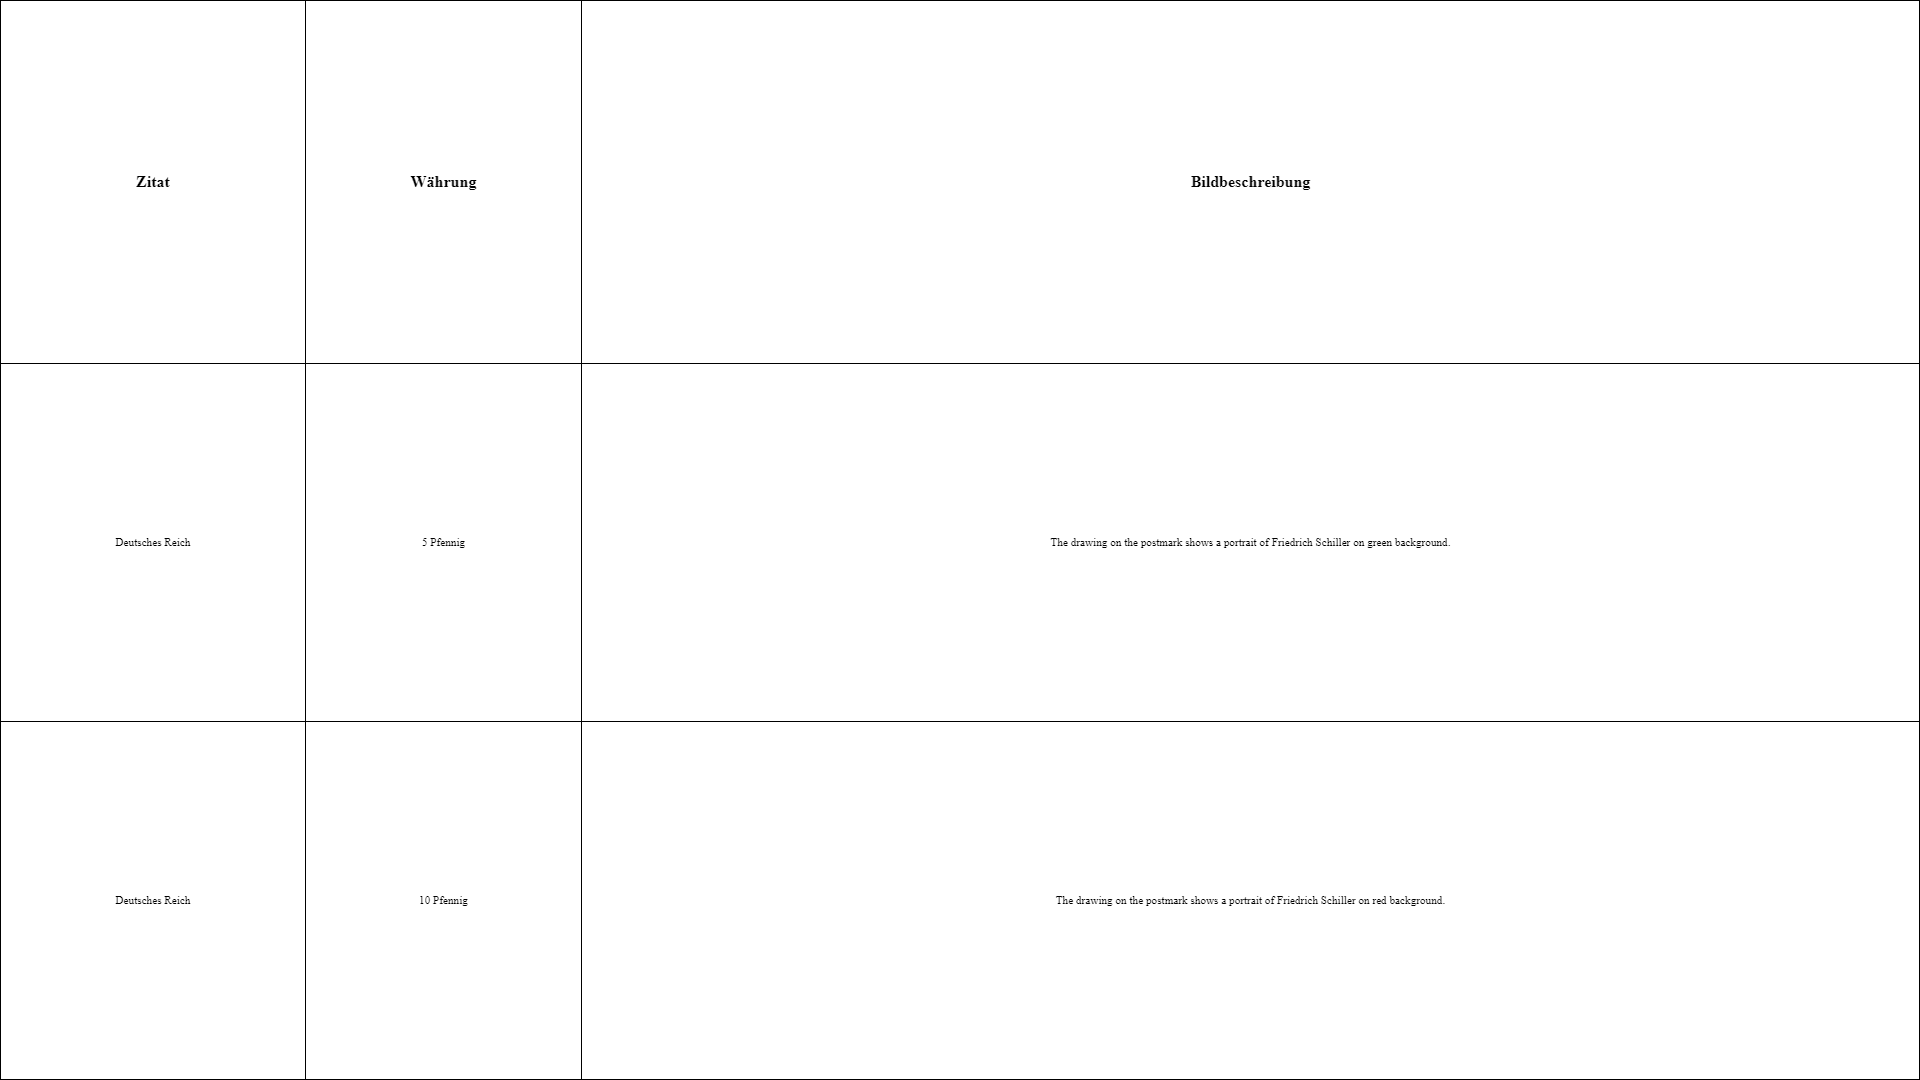 Zitat Währung Bildbeschreibung
Deutsches Reich 5 Pfennig The drawing on the postmark shows a portrait of Friedrich Schiller on green background.
Deutsches Reich 10 Pfennig The drawing on the postmark shows a portrait of Friedrich Schiller on red background.